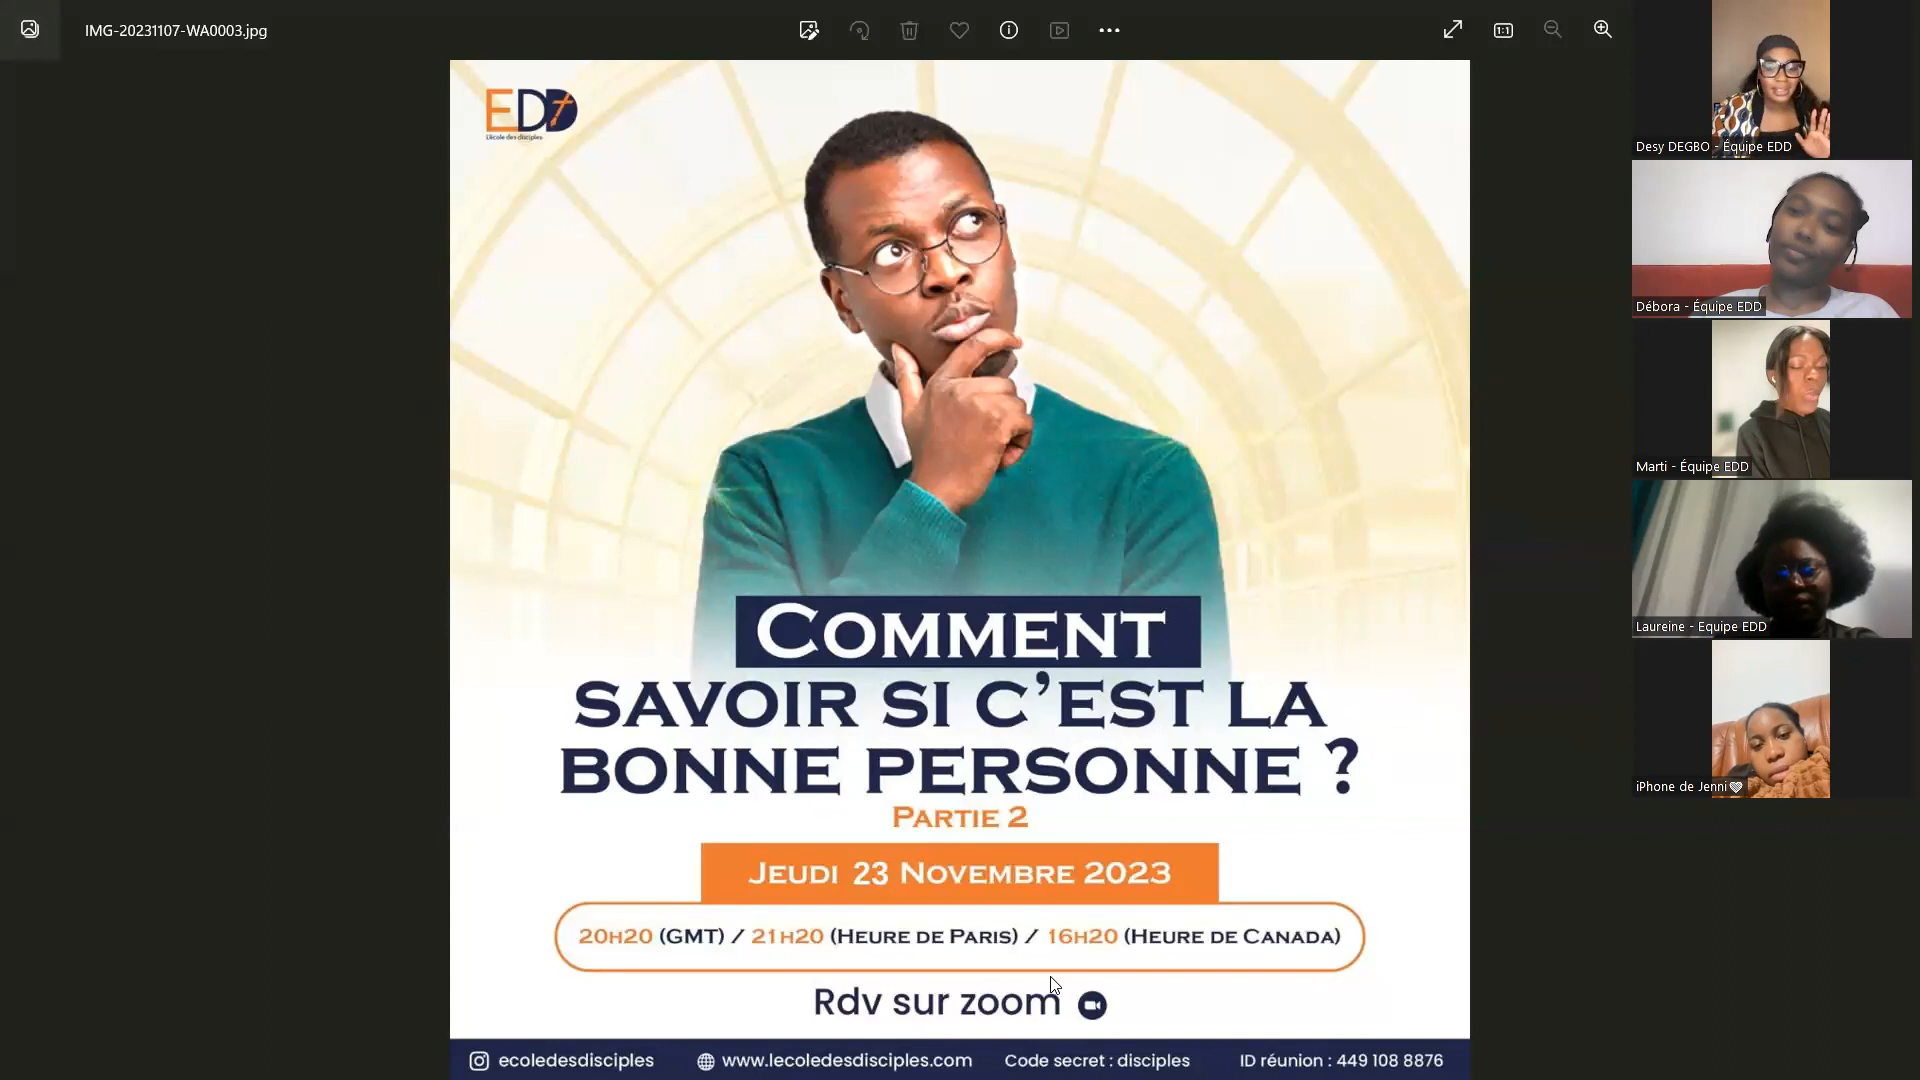 IMG-20231107-WA0003.jpg
1:1
EDD
L'école des disciples
COMMENT
SAVOIR SI C'EST LA
BONNE PERSONNE ?
PARTIE 2
JEUDI 23 NOVEMBRE 2023
20H20 (GMT) / 21H20 (HEURE DE PARIS) / 16H20 (HEURE DE CANADA)
Rdv sur zoom
ecoledesdisciples www.lecoledesdisciples.com Code secret : disciples ID réunion : 449 108 8876
Desy DEGBO - Équipe EDD
Débora - Équipe EDD
Marti - Équipe EDD
Laureine - Equipe EDD
iPhone de Jenni